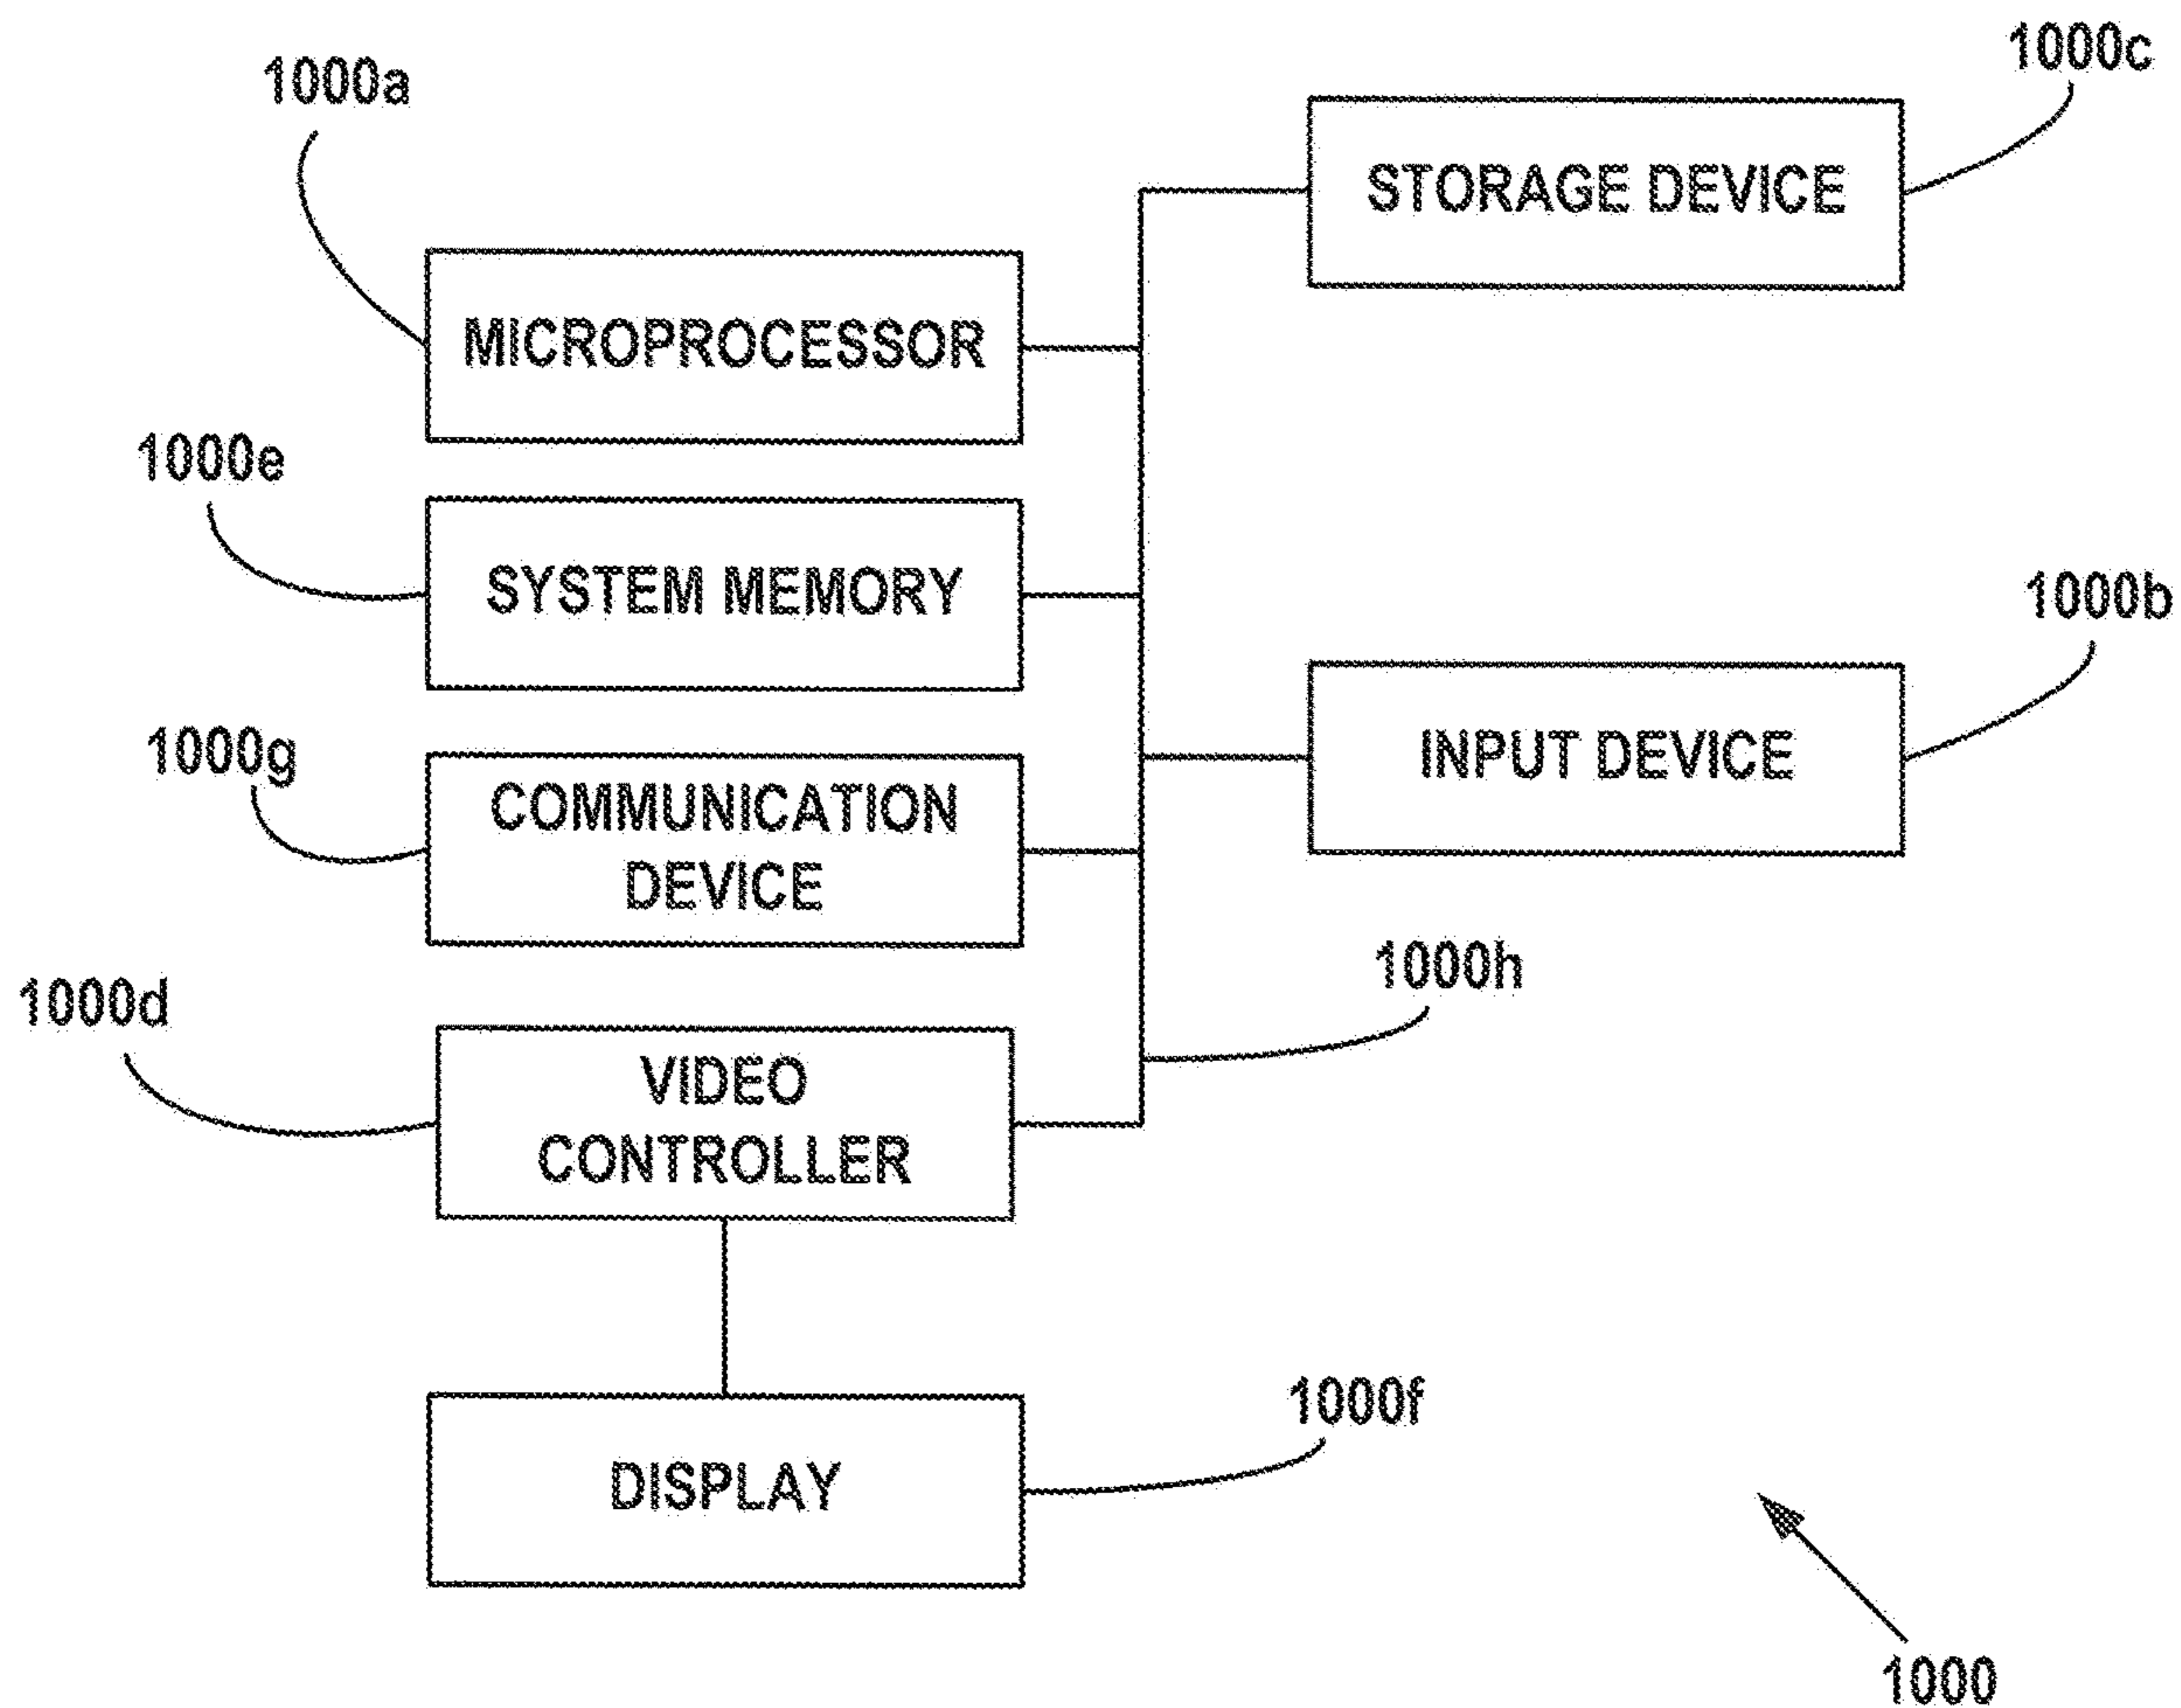 1000c
1000a
STORAGE DEVICE
MICROPROCESSOR
1000e
SYSTEM MEMORY
1000b
1000g
INPUT DEVICE
COMMUNICATION
DEVICE
1000h
1000d
VIDEO
CONTROLLER
1000f
DISPLAY
1000